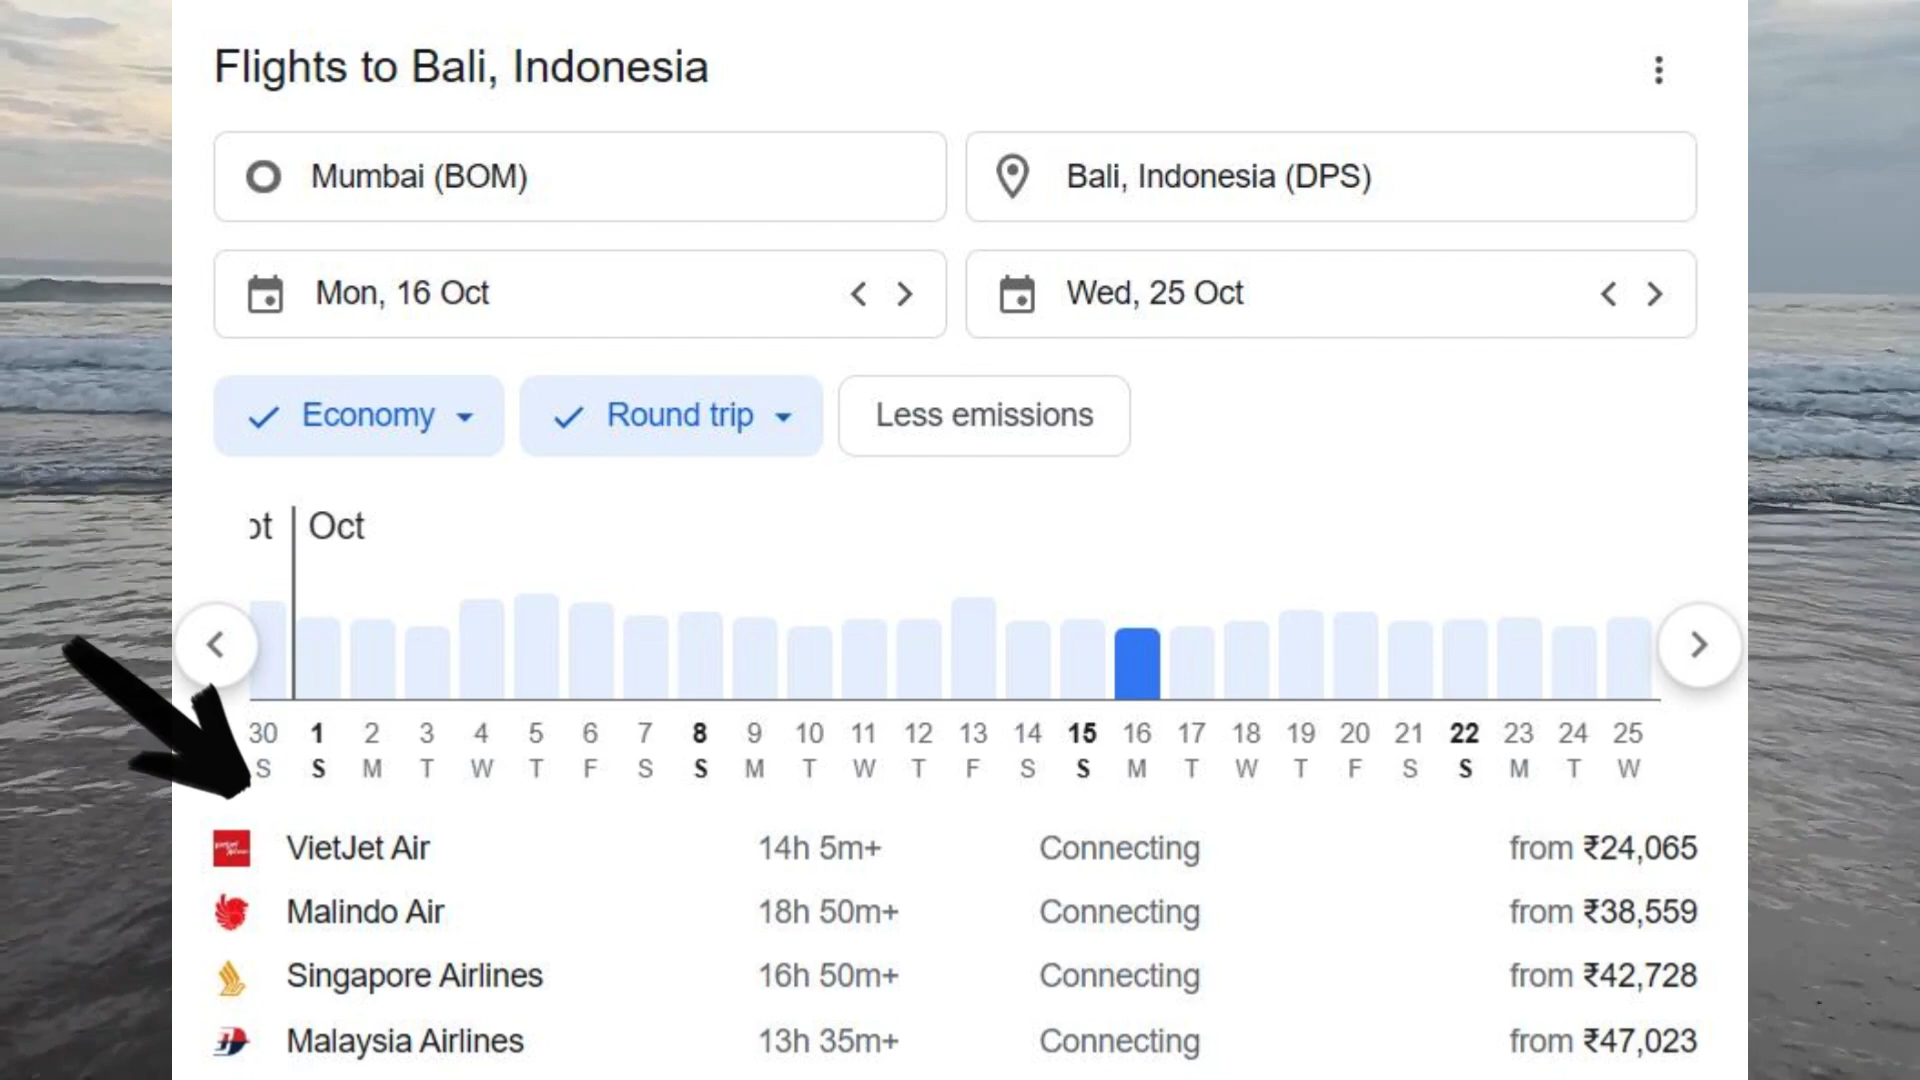 Flights to Bali, Indonesia
Mumbai (BOM)
Bali, Indonesia (DPS)
Mon, 16 Oct
Wed, 25 Oct
Economy
Round trip
Less emissions
Oct
30 1 2 3 4 5 6 7 8 9 10 11 12 13 14 15 16 17 18 19 20 21 22 23 24 25
S S M T W T F S S M T W T F S S M T W T F S S M T W
VietJet Air 14h 5m+ Connecting from ₹24,065
Malindo Air 18h 50m+ Connecting from ₹38,559
Singapore Airlines 16h 50m+ Connecting from ₹42,728
Malaysia Airlines 13h 35m+ Connecting from ₹47,023